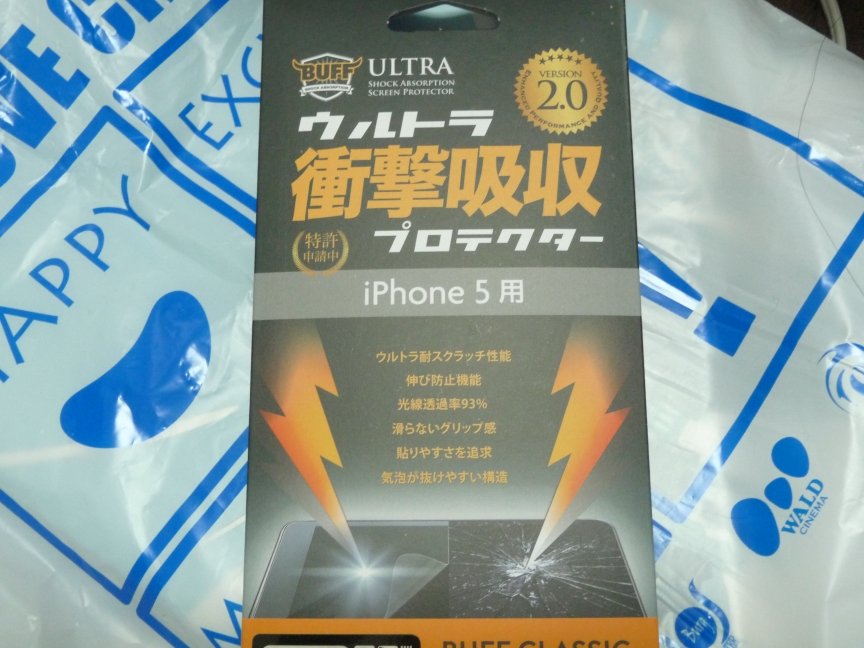 BUFF
SHOCK ABSORPTION
ULTRA
SHOCK ABSORPTION
SCREEN PROTECTOR
VERSION
2.0
ENHANCED PERFORMANCE AND QUALITY
ウルトラ
衝撃吸収
プロテクター
特許
申請中
iPhone 5 用
ウルトラ耐スクラッチ性能
伸び防止機能
光線透過率93%
滑らないグリップ感
貼りやすさを追求
気泡が抜けやすい構造
BUFF CLASSIC
HAPPY
WALD
CINEMA